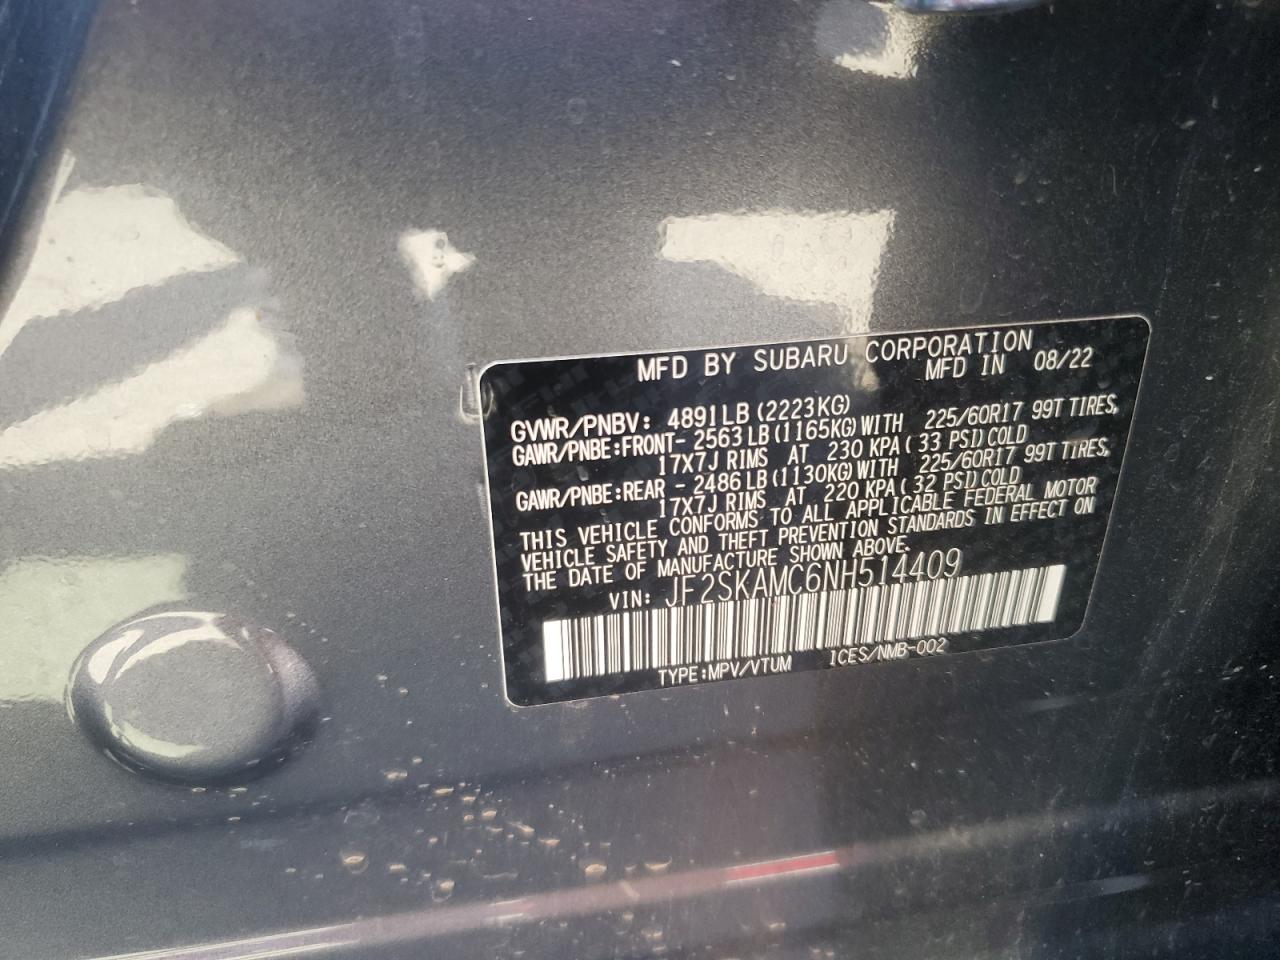 MFD BY SUBARU CORPORATION
MFD IN 08/22
GVWR/PNBV: 4891LB(2223KG)
GAWR/PNBE:FRONT- 2563LB(1165KG)WITH 225/60R17 99T TIRES,
17X7J RIMS AT 230 KPA( 33 PSI)COLD
GAWR/PNBE:REAR - 2486LB(1130KG)WITH 225/60R17 99T TIRES,
17X7J RIMS AT 220 KPA( 32 PSI)COLD
THIS VEHICLE CONFORMS TO ALL APPLICABLE FEDERAL MOTOR
VEHICLE SAFETY AND THEFT PREVENTION STANDARDS IN EFFECT ON
THE DATE OF MANUFACTURE SHOWN ABOVE.
VIN: JF2SKAMC6NH514409
TYPE:MPV/VTUM ICES/NMB-002